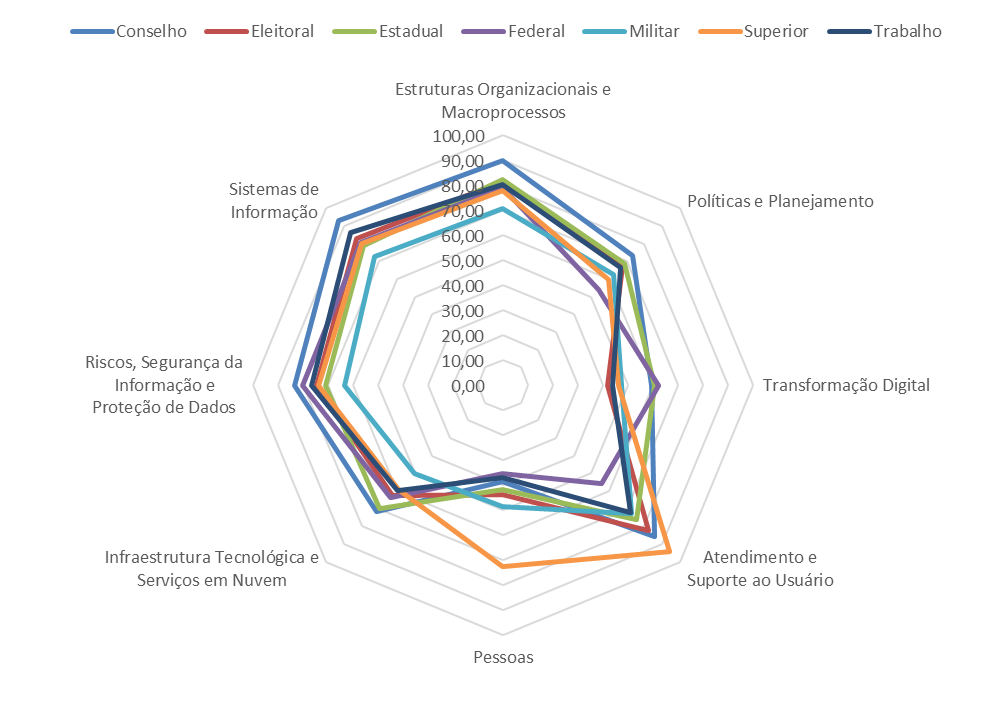 Conselho Eleitoral Estadual Federal Militar Superior Trabalho
Estruturas Organizacionais e
Macroprocessos
100,00
90,00
80,00
70,00
60,00
50,00
40,00
30,00
20,00
10,00
0,00
Políticas e Planejamento
Transformação Digital
Atendimento e
Suporte ao Usuário
Pessoas
Infraestrutura Tecnológica e
Serviços em Nuvem
Riscos, Segurança da
Informação e
Proteção de Dados
Sistemas de
Informação